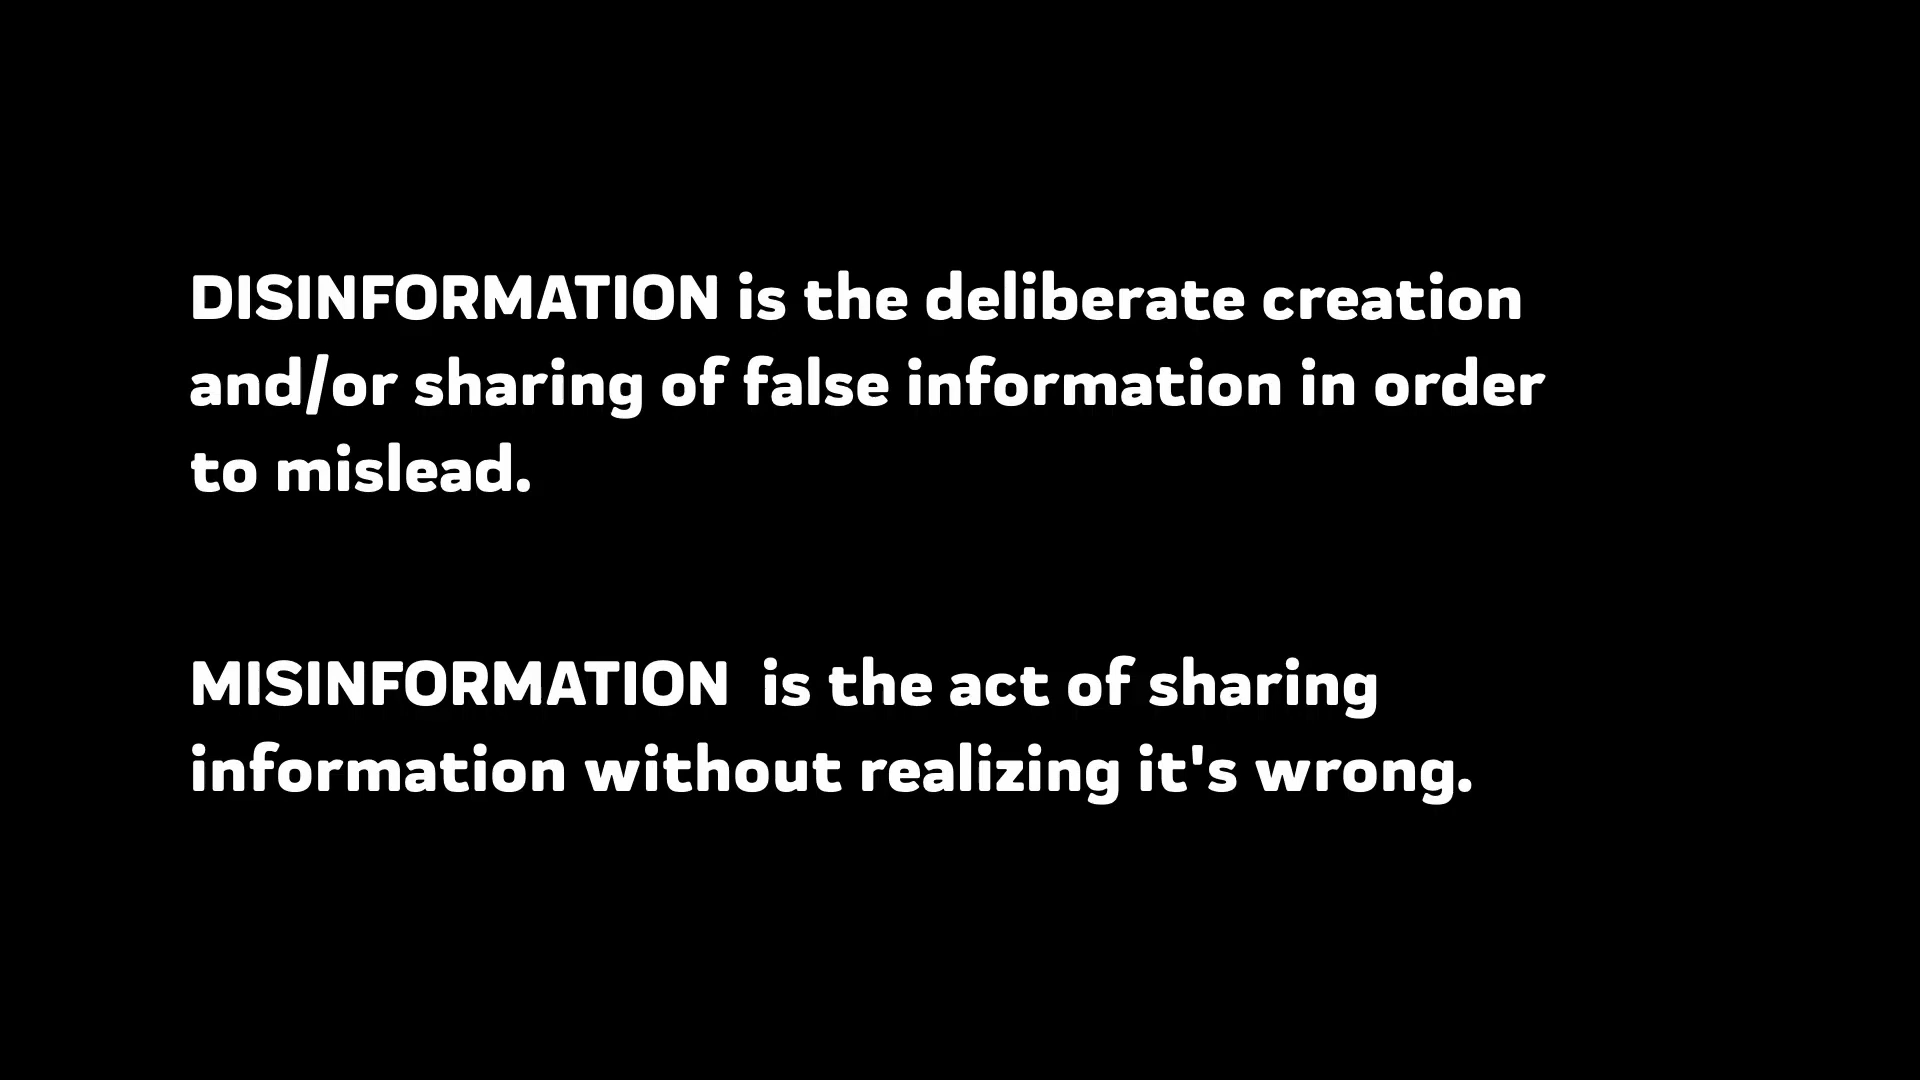 DISINFORMATION is the deliberate creation
and/or sharing of false information in order
to mislead.
MISINFORMATION  is the act of sharing
information without realizing it's wrong.